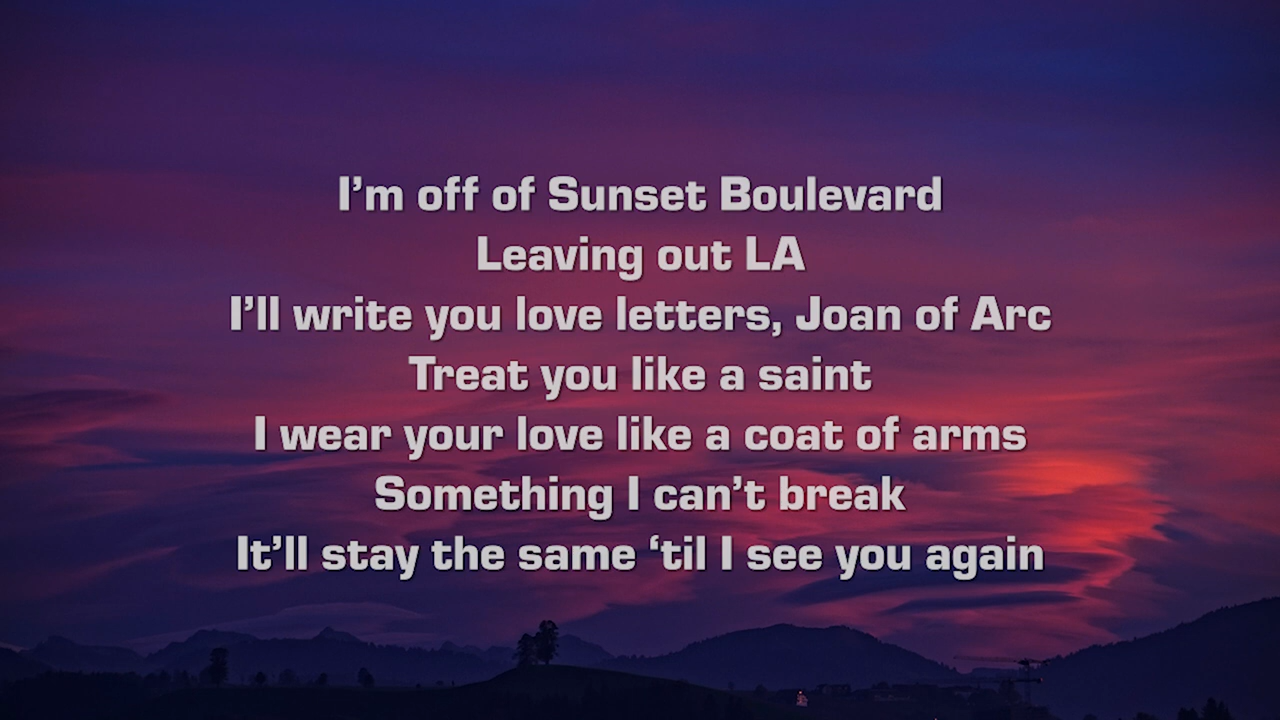 I’m off of Sunset Boulevard
Leaving out LA
I’ll write you love letters, Joan of Arc
Treat you like a saint
I wear your love like a coat of arms
Something I can’t break
It’ll stay the same ‘til I see you again